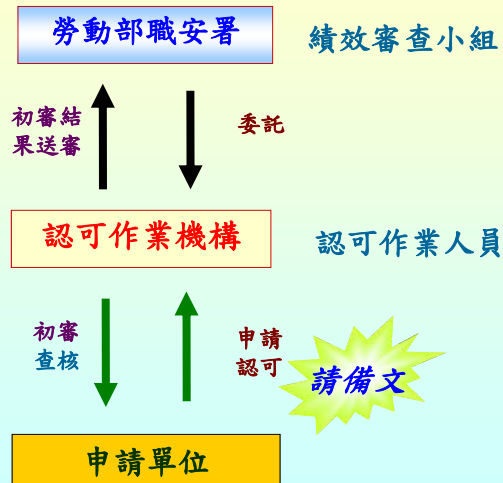 勞動部職安署
績效審查小組
初審結
果送審
委託
認可作業機構
認可作業人員
初審
查核
申請
認可
請備文
申請單位